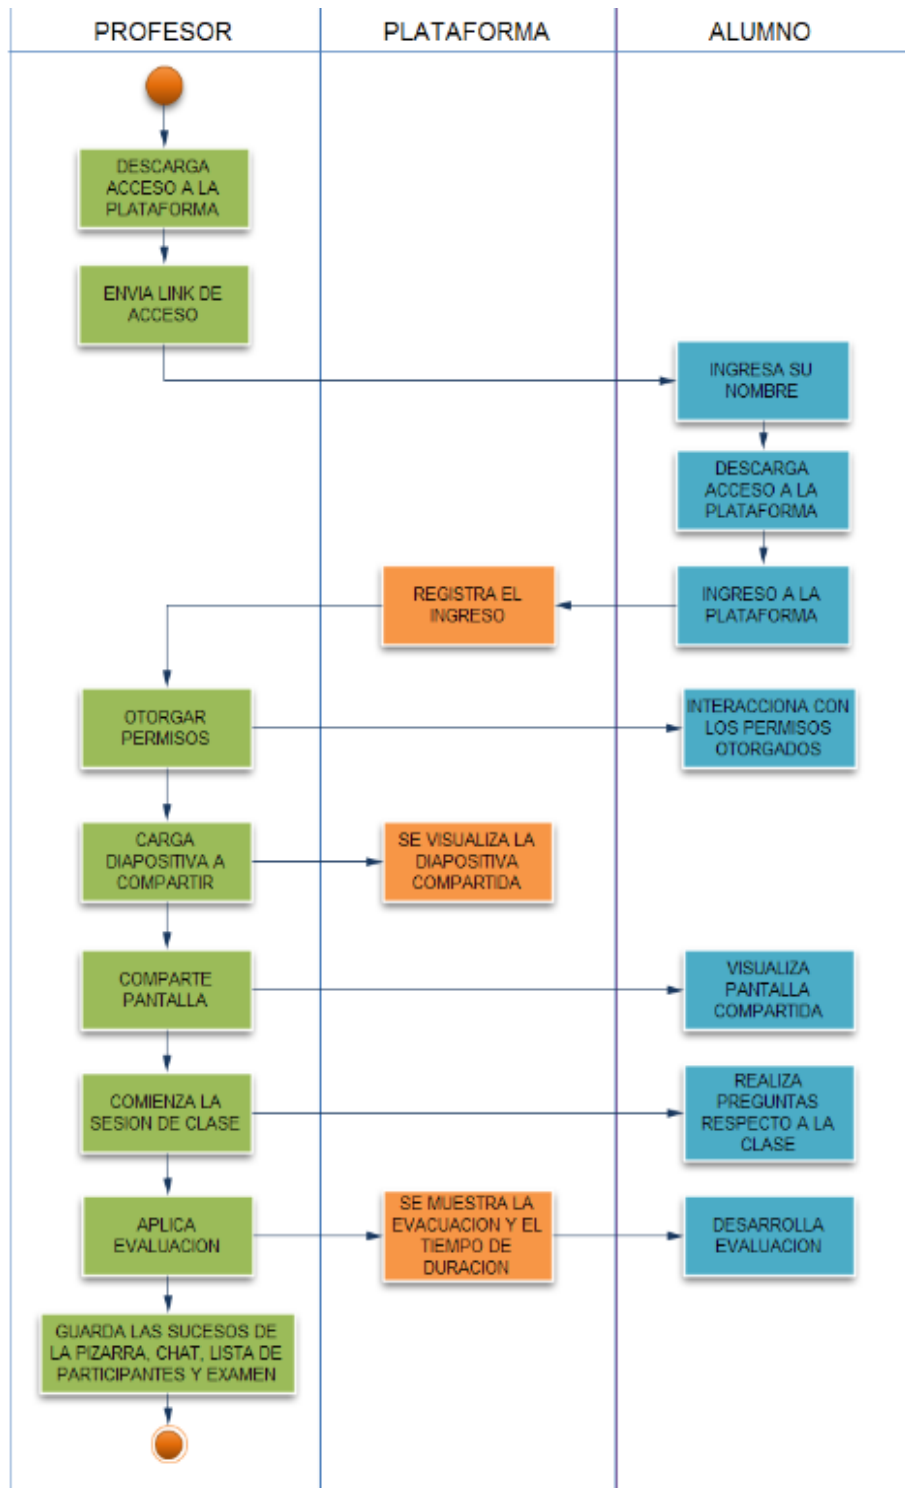 PROFESOR
PLATAFORMA
ALUMNO
DESCARGA
ACCESO A LA
PLATAFORMA
ENVIA LINK DE
ACCESO
INGRESA SU
NOMBRE
DESCARGA
ACCESO A LA
PLATAFORMA
INGRESO A LA
PLATAFORMA
REGISTRA EL
INGRESO
OTORGAR
PERMISOS
INTERACCIONA CON
LOS PERMISOS
OTORGADOS
CARGA
DIAPOSITIVA A
COMPARTIR
SE VISUALIZA LA
DIAPOSITIVA
COMPARTIDA
COMPARTE
PANTALLA
VISUALIZA
PANTALLA
COMPARTIDA
COMIENZA LA
SESION DE CLASE
REALIZA
PREGUNTAS
RESPECTO A LA
CLASE
APLICA
EVALUACION
SE MUESTRA LA
EVACUACION Y EL
TIEMPO DE
DURACION
DESARROLLA
EVALUACION
GUARDA LAS SUCESOS DE
LA PIZARRA, CHAT, LISTA DE
PARTICIPANTES Y EXAMEN